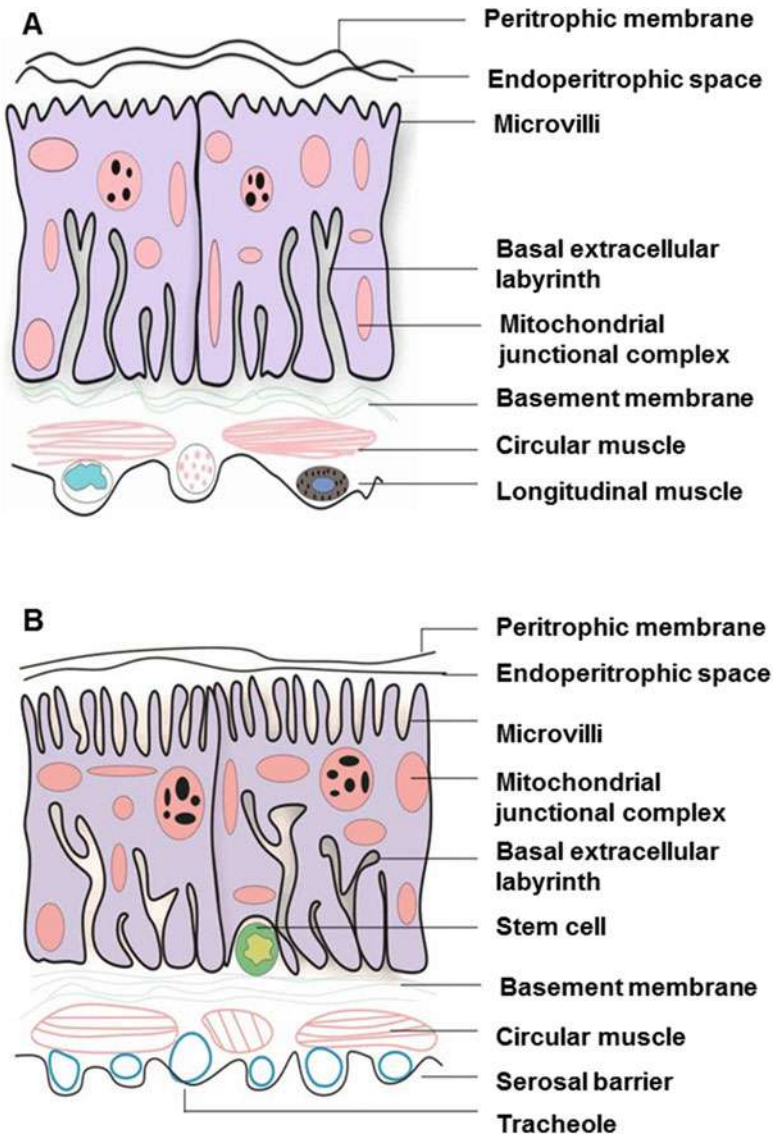 A
Peritrophic membrane
Endoperitrophic space
Microvilli
Basal extracellular
labyrinth
Mitochondrial
junctional complex
Basement membrane
Circular muscle
Longitudinal muscle
B
Peritrophic membrane
Endoperitrophic space
Microvilli
Mitochondrial
junctional complex
Basal extracellular
labyrinth
Stem cell
Basement membrane
Circular muscle
Serosal barrier
Tracheole